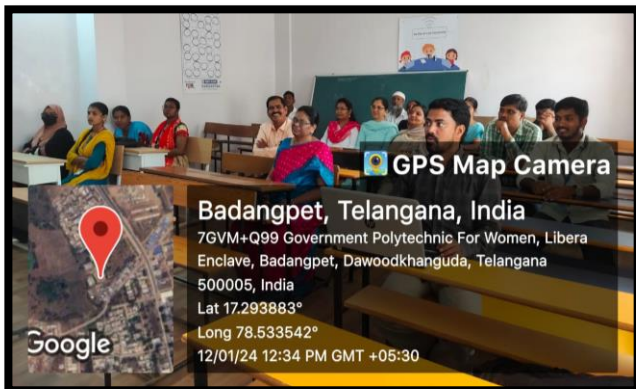 GPS Map Camera
Badangpet, Telangana, India
7GVM+Q99 Government Polytechnic For Women, Libera
Enclave, Badangpet, Dawoodkhanguda, Telangana
500005, India
Lat 17.293883°
Long 78.533542°
12/01/24 12:34 PM GMT +05:30
Google